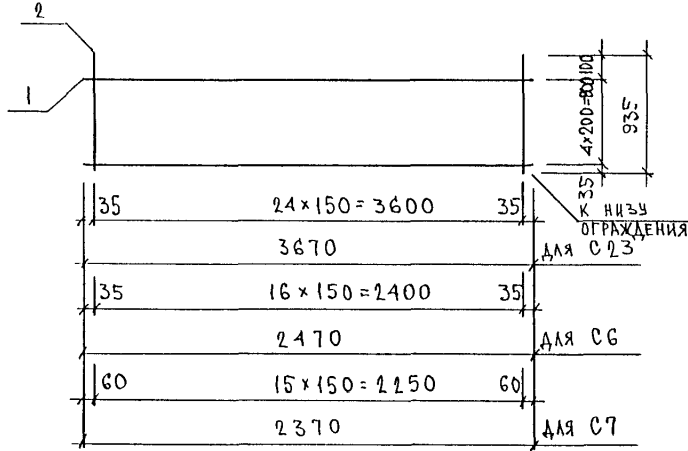 2
1
100
4×200=800
35
935
К НИЗУ
ОГРАЖДЕНИЯ
35 24×150=3600 35
3670 ДЛЯ С23
35 16×150=2400 35
2470 ДЛЯ С6
60 15×150=2250 60
2370 ДЛЯ С7